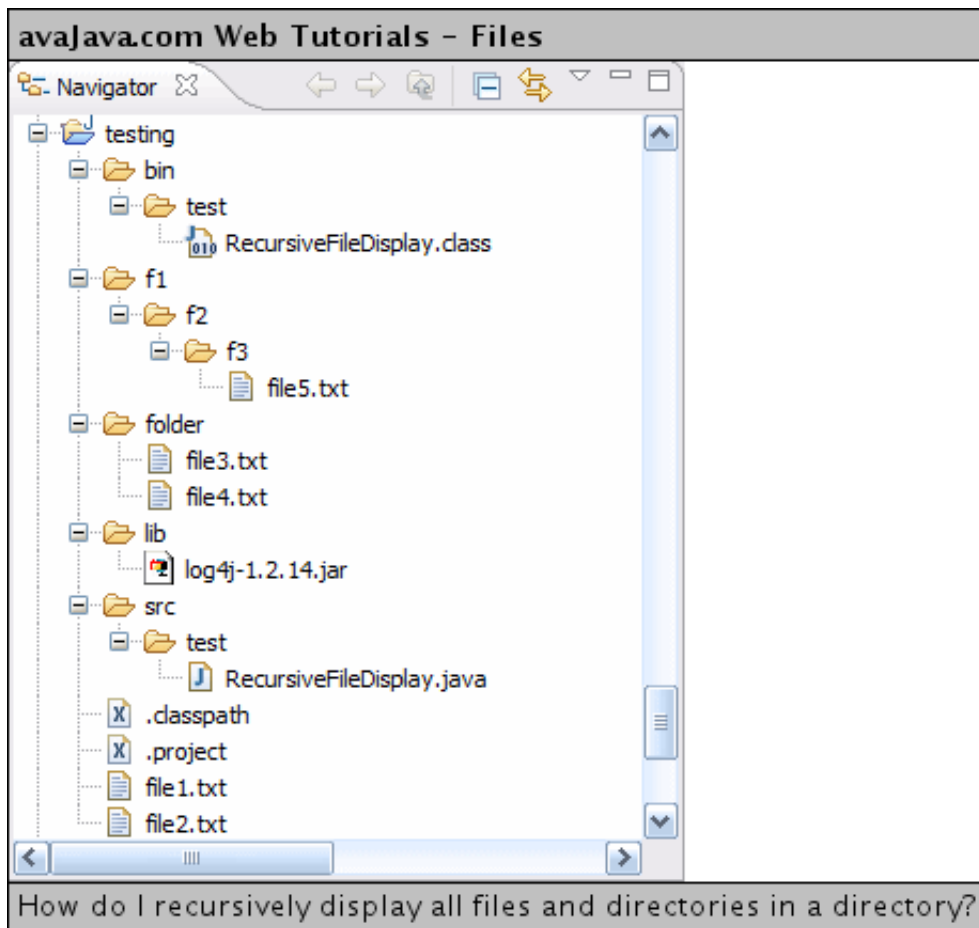 avaJava.com Web Tutorials - Files
Navigator
testing
bin
test
RecursiveFileDisplay.class
f1
f2
f3
file5.txt
folder
file3.txt
file4.txt
lib
log4j-1.2.14.jar
src
test
RecursiveFileDisplay.java
.classpath
.project
file1.txt
file2.txt
How do I recursively display all files and directories in a directory?